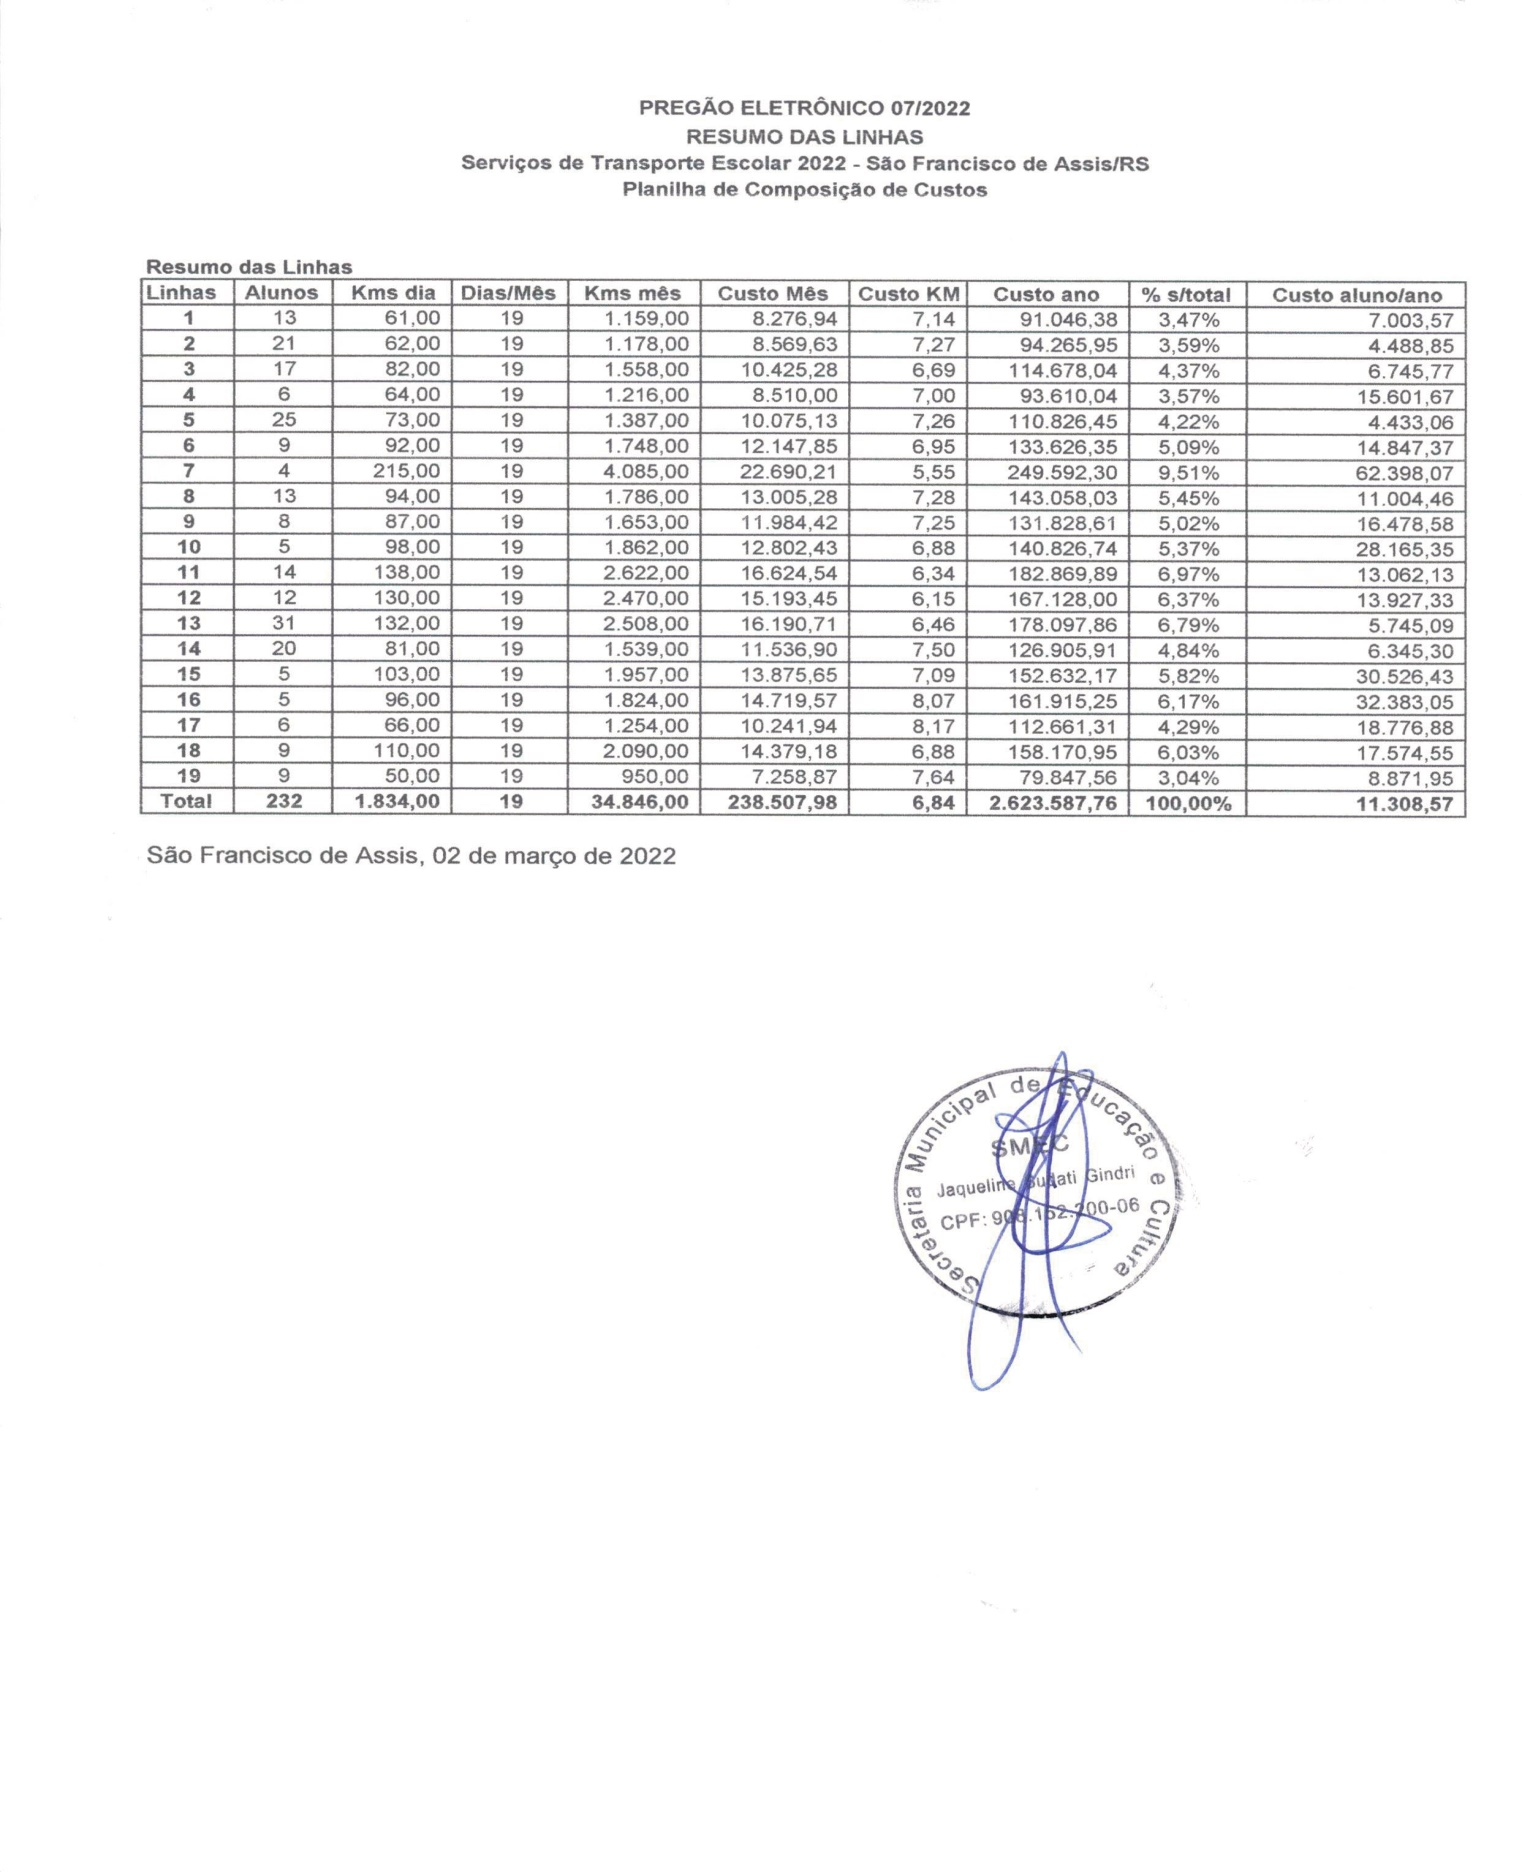 PREGÃO ELETRÔNICO 07/2022
RESUMO DAS LINHAS
Serviços de Transporte Escolar 2022 - São Francisco de Assis/RS
Planilha de Composição de Custos
Resumo das Linhas
Linhas Alunos Kms dia Dias/Mês Kms mês Custo Mês Custo KM Custo ano % s/total Custo aluno/ano
1 13 61,00 19 1.159,00 8.276,94 7,14 91.046,38 3,47% 7.003,57
2 21 62,00 19 1.178,00 8.569,63 7,27 94.265,95 3,59% 4.488,85
3 17 82,00 19 1.558,00 10.425,28 6,69 114.678,04 4,37% 6.745,77
4 6 64,00 19 1.216,00 8.510,00 7,00 93.610,04 3,57% 15.601,67
5 25 73,00 19 1.387,00 10.075,13 7,26 110.826,45 4,22% 4.433,06
6 9 92,00 19 1.748,00 12.147,85 6,95 133.626,35 5,09% 14.847,37
7 4 215,00 19 4.085,00 22.690,21 5,55 249.592,30 9,51% 62.398,07
8 13 94,00 19 1.786,00 13.005,28 7,28 143.058,03 5,45% 11.004,46
9 8 87,00 19 1.653,00 11.984,42 7,25 131.828,61 5,02% 16.478,58
10 5 98,00 19 1.862,00 12.802,43 6,88 140.826,74 5,37% 28.165,35
11 14 138,00 19 2.622,00 16.624,54 6,34 182.869,89 6,97% 13.062,13
12 12 130,00 19 2.470,00 15.193,45 6,15 167.128,00 6,37% 13.927,33
13 31 132,00 19 2.508,00 16.190,71 6,46 178.097,86 6,79% 5.745,09
14 20 81,00 19 1.539,00 11.536,90 7,50 126.905,91 4,84% 6.345,30
15 5 103,00 19 1.957,00 13.875,65 7,09 152.632,17 5,82% 30.526,43
16 5 96,00 19 1.824,00 14.719,57 8,07 161.915,25 6,17% 32.383,05
17 6 66,00 19 1.254,00 10.241,94 8,17 112.661,31 4,29% 18.776,88
18 9 110,00 19 2.090,00 14.379,18 6,88 158.170,95 6,03% 17.574,55
19 9 50,00 19 950,00 7.258,87 7,64 79.847,56 3,04% 8.871,95
Total 232 1.834,00 19 34.846,00 238.507,98 6,84 2.623.587,76 100,00% 11.308,57
São Francisco de Assis, 02 de março de 2022
Secretaria Municipal de Educação e Cultura
SMEC
Jaqueline Gindri
CPF: